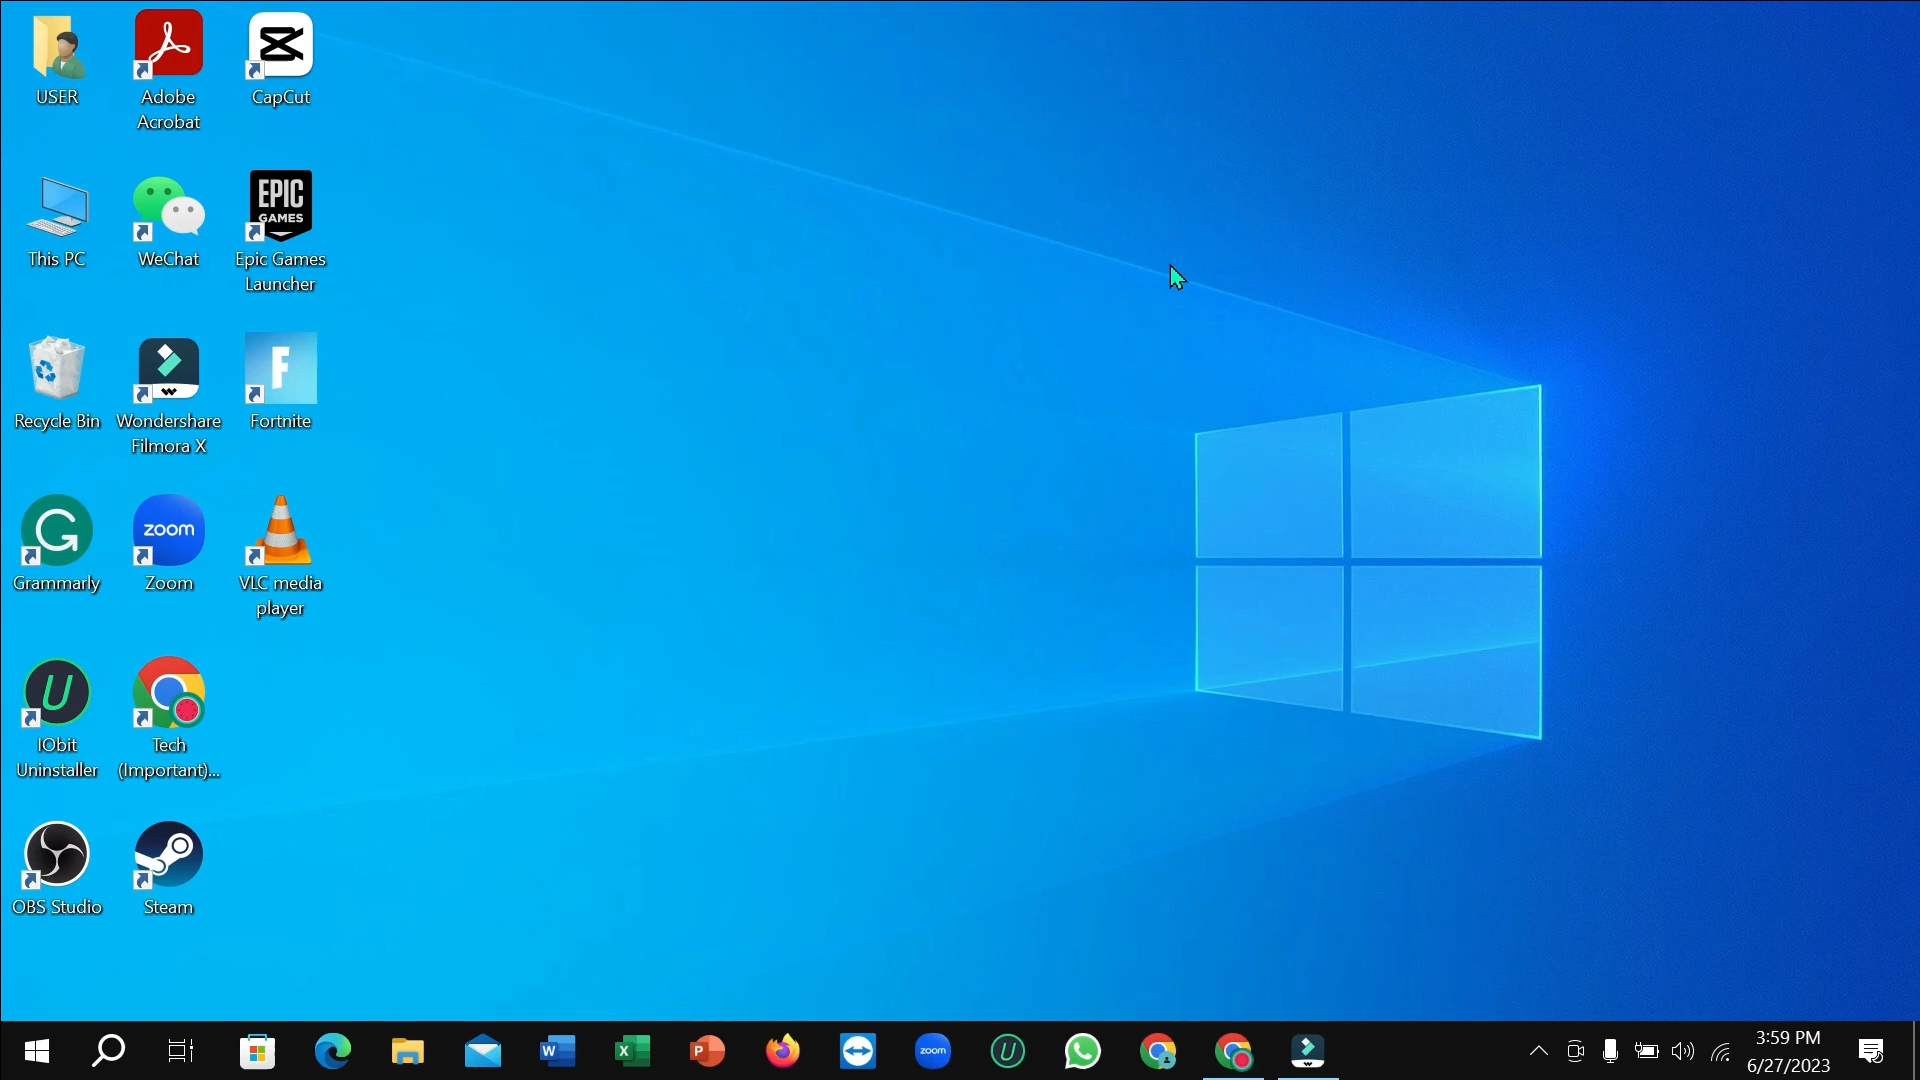 USER
Adobe
Acrobat
CapCut
This PC
WeChat
EPIC
GAMES
Epic Games
Launcher
Recycle Bin
Wondershare
Filmora X
F
Fortnite
G
Grammarly
zoom
Zoom
VLC media
player
U
IObit
Uninstaller
Tech
(Important)...
OBS Studio
Steam
W
X
P
zoom
U
3:59 PM
6/27/2023